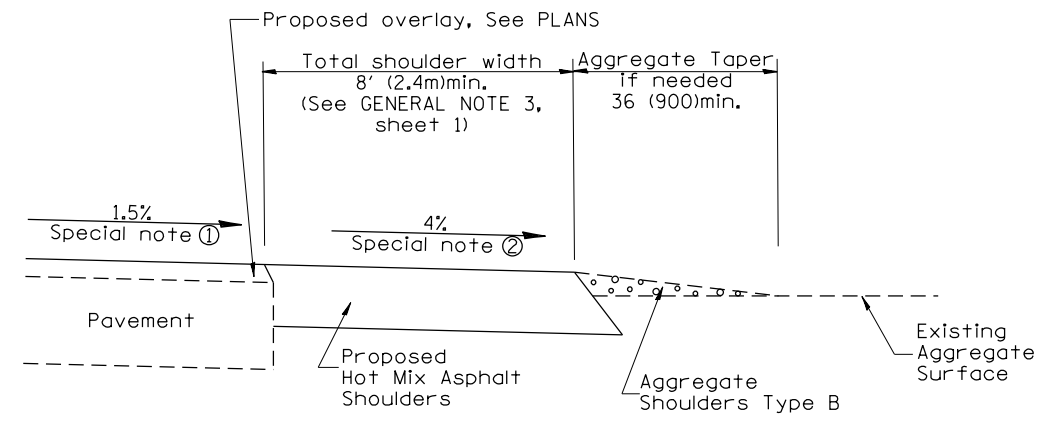 Proposed overlay, See PLANS
Total shoulder width
8' (2.4m)min.
(See GENERAL NOTE 3,
sheet 1)
Aggregate Taper
if needed
36 (900)min.
1.5%
Special note ①
4%
Special note ②
Pavement
Proposed
Hot Mix Asphalt
Shoulders
Aggregate
Shoulders Type B
Existing
Aggregate
Surface